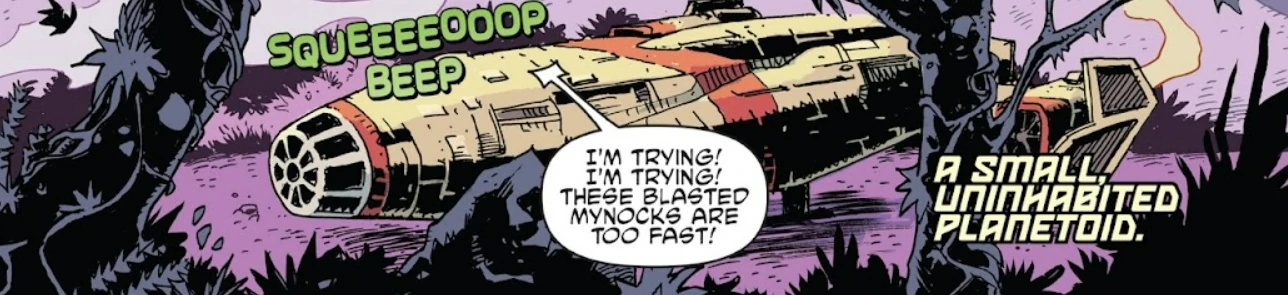 SQUEEEEOOOP
BEEP
I'M TRYING!
I'M TRYING!
THESE BLASTED
MYNOCKS ARE
TOO FAST!
A SMALL,
UNINHABITED
PLANETOID.